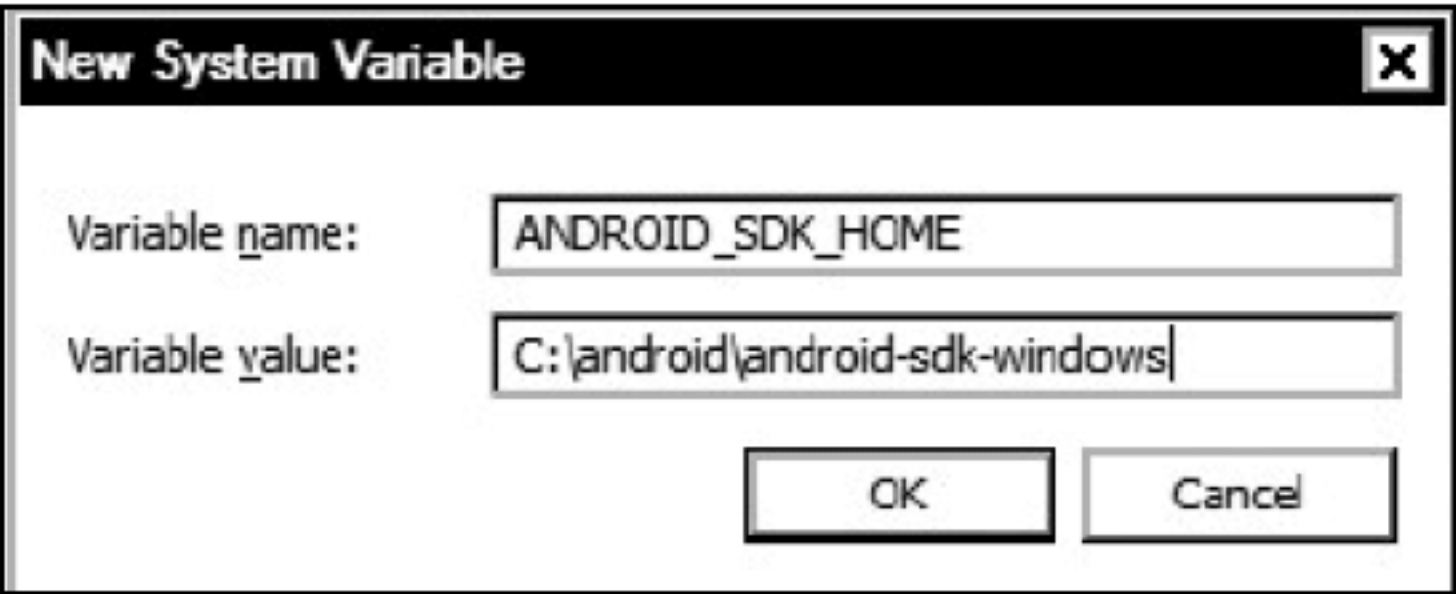 New System Variable
Variable name: ANDROID_SDK_HOME
Variable value: C:\android\android-sdk-windows
OK Cancel